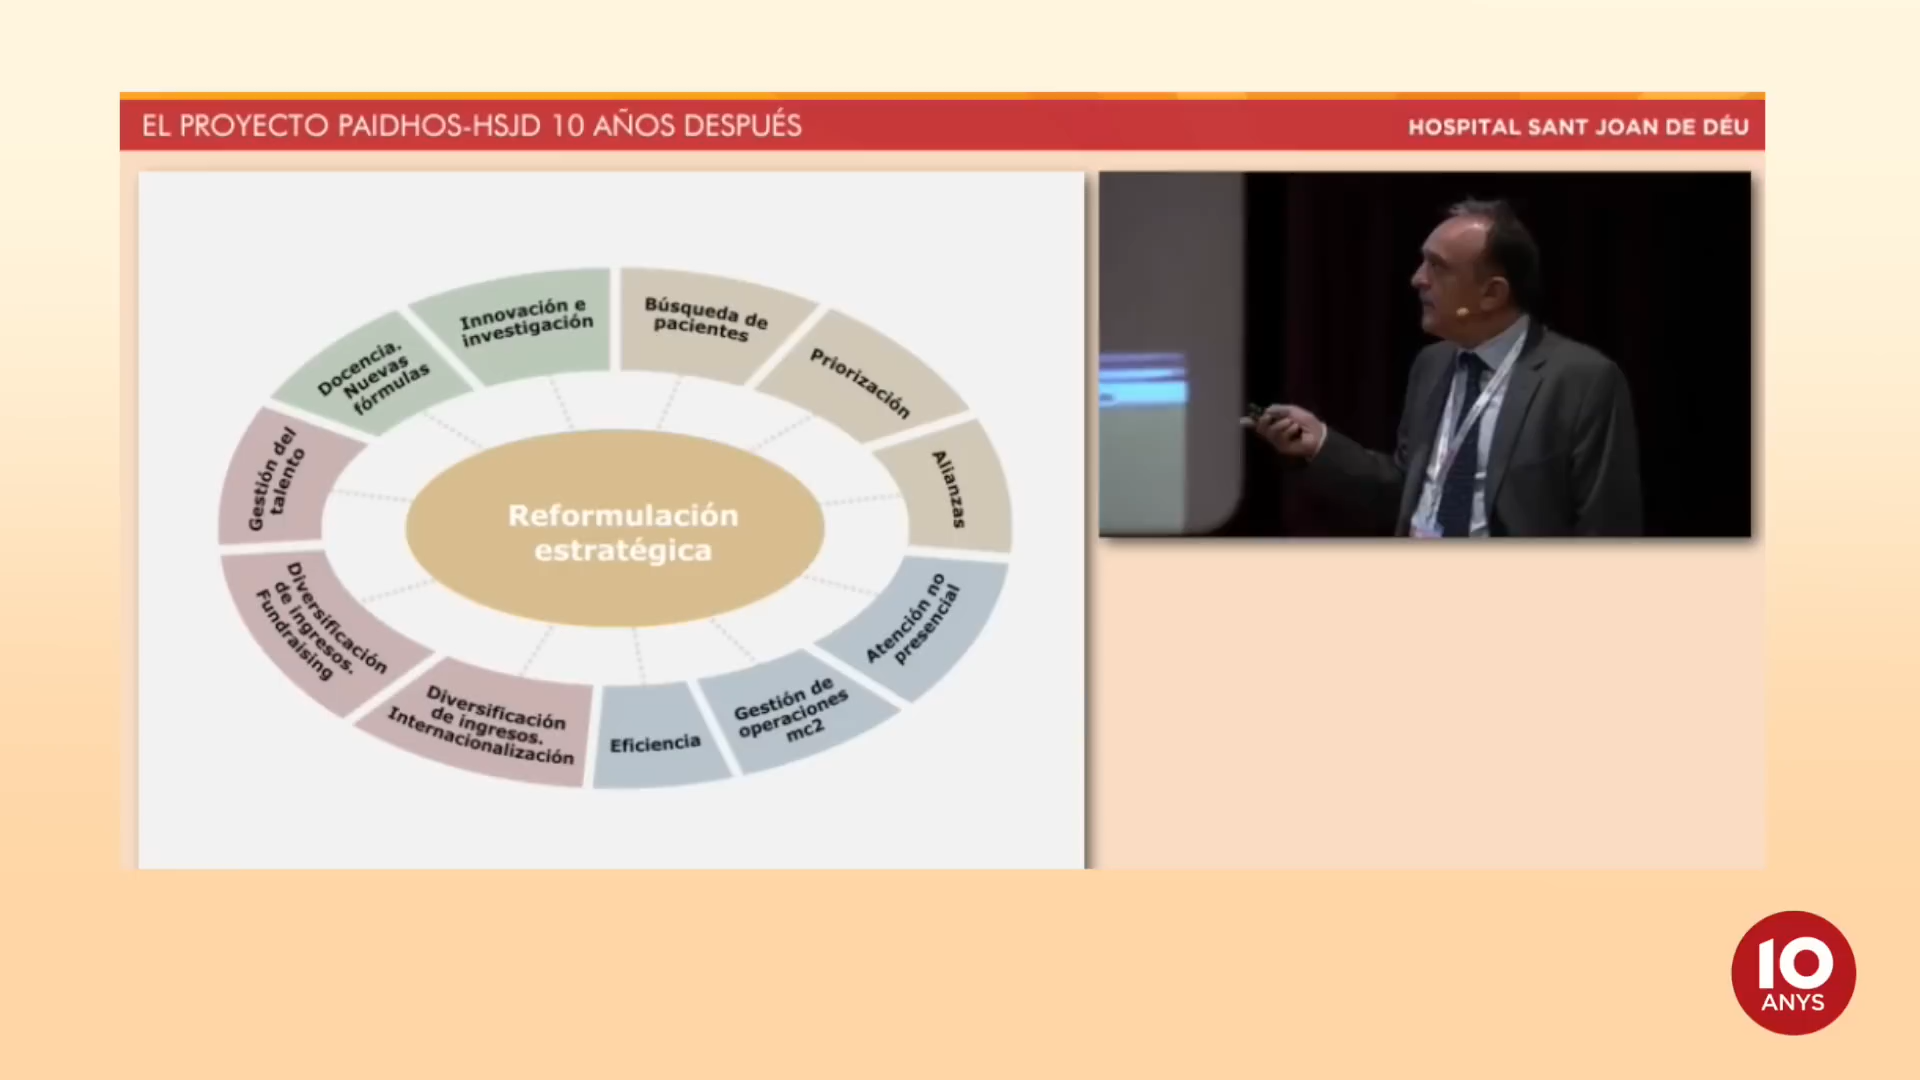 EL PROYECTO PAIDHOS-HSJD 10 AÑOS DESPUÉS
HOSPITAL SANT JOAN DE DÉU
Innovación e
investigación
Búsqueda de
pacientes
Priorización
Alianzas
Atención no
presencial
Gestión de
operaciones
mc2
Eficiencia
Diversificación
de ingresos.
Internacionalización
Diversificación
de ingresos.
Fundraising
Gestión del
talento
Docencia.
Nuevas
fórmulas
Reformulación
estratégica
10
ANYS